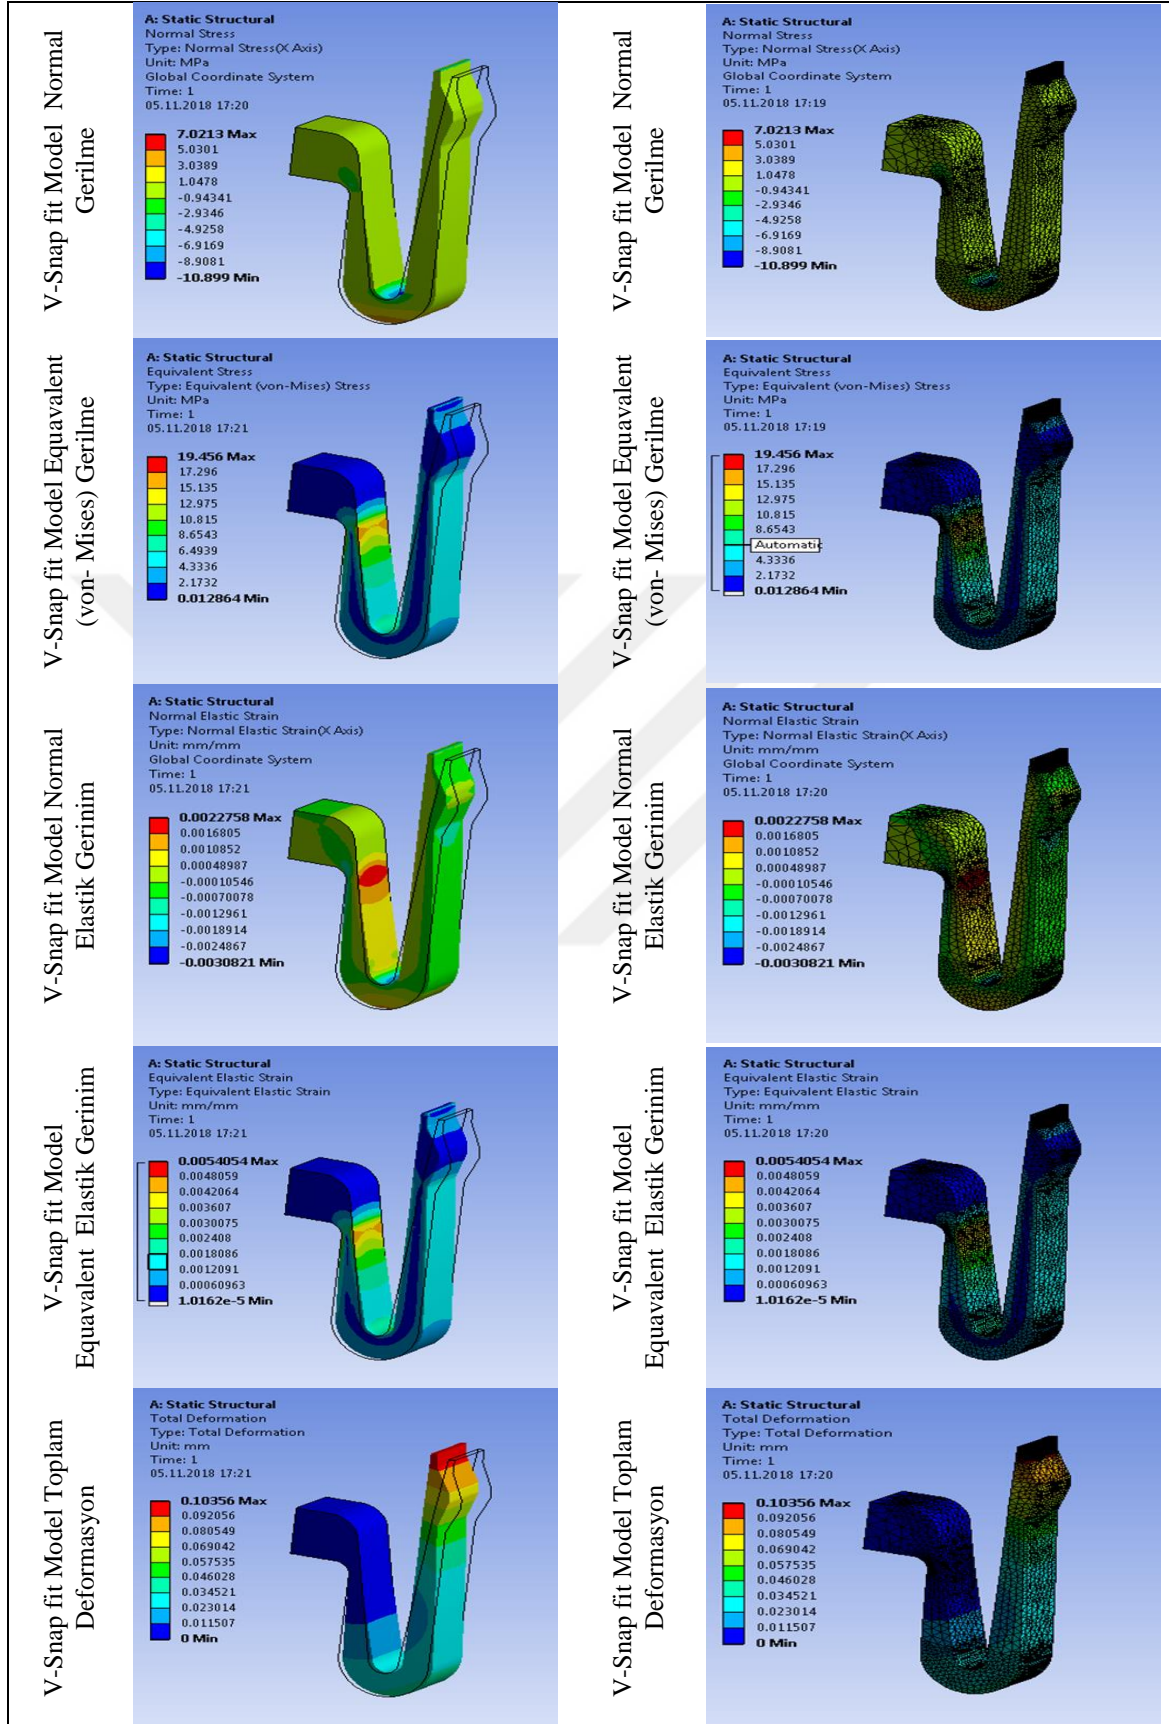 V-Snap fit Model Normal
Gerilme
A: Static Structural
Normal Stress
Type: Normal Stress(X Axis)
Unit: MPa
Global Coordinate System
Time: 1
05.11.2018 17:20
7.0213 Max
5.0301
3.0389
1.0478
-0.94341
-2.9346
-4.9258
-6.9169
-8.9081
-10.899 Min
V-Snap fit Model Normal
Gerilme
A: Static Structural
Normal Stress
Type: Normal Stress(X Axis)
Unit: MPa
Global Coordinate System
Time: 1
05.11.2018 17:19
7.0213 Max
5.0301
3.0389
1.0478
-0.94341
-2.9346
-4.9258
-6.9169
-8.9081
-10.899 Min
V-Snap fit Model Equavalent
(von- Mises) Gerilme
A: Static Structural
Equivalent Stress
Type: Equivalent (von-Mises) Stress
Unit: MPa
Time: 1
05.11.2018 17:21
19.456 Max
17.296
15.135
12.975
10.815
8.6543
6.4939
4.3336
2.1732
0.012864 Min
V-Snap fit Model Equavalent
(von- Mises) Gerilme
A: Static Structural
Equivalent Stress
Type: Equivalent (von-Mises) Stress
Unit: MPa
Time: 1
05.11.2018 17:19
19.456 Max
17.296
15.135
12.975
10.815
8.6543
Automatic
4.3336
2.1732
0.012864 Min
V-Snap fit Model Normal
Elastik Gerinim
A: Static Structural
Normal Elastic Strain
Type: Normal Elastic Strain(X Axis)
Unit: mm/mm
Global Coordinate System
Time: 1
05.11.2018 17:21
0.0022758 Max
0.0016805
0.0010852
0.00048987
-0.00010546
-0.00070078
-0.0012961
-0.0018914
-0.0024867
-0.0030821 Min
V-Snap fit Model Normal
Elastik Gerinim
A: Static Structural
Normal Elastic Strain
Type: Normal Elastic Strain(X Axis)
Unit: mm/mm
Global Coordinate System
Time: 1
05.11.2018 17:20
0.0022758 Max
0.0016805
0.0010852
0.00048987
-0.00010546
-0.00070078
-0.0012961
-0.0018914
-0.0024867
-0.0030821 Min
V-Snap fit Model
Equavalent Elastik Gerinim
A: Static Structural
Equivalent Elastic Strain
Type: Equivalent Elastic Strain
Unit: mm/mm
Time: 1
05.11.2018 17:21
0.0054054 Max
0.0048059
0.0042064
0.003607
0.0030075
0.002408
0.0018086
0.0012091
0.00060963
1.0162e-5 Min
V-Snap fit Model
Equavalent Elastik Gerinim
A: Static Structural
Equivalent Elastic Strain
Type: Equivalent Elastic Strain
Unit: mm/mm
Time: 1
05.11.2018 17:20
0.0054054 Max
0.0048059
0.0042064
0.003607
0.0030075
0.002408
0.0018086
0.0012091
0.00060963
1.0162e-5 Min
V-Snap fit Model Toplam
Deformasyon
A: Static Structural
Total Deformation
Type: Total Deformation
Unit: mm
Time: 1
05.11.2018 17:21
0.10356 Max
0.092056
0.080549
0.069042
0.057535
0.046028
0.034521
0.023014
0.011507
0 Min
V-Snap fit Model Toplam
Deformasyon
A: Static Structural
Total Deformation
Type: Total Deformation
Unit: mm
Time: 1
05.11.2018 17:20
0.10356 Max
0.092056
0.080549
0.069042
0.057535
0.046028
0.034521
0.023014
0.011507
0 Min